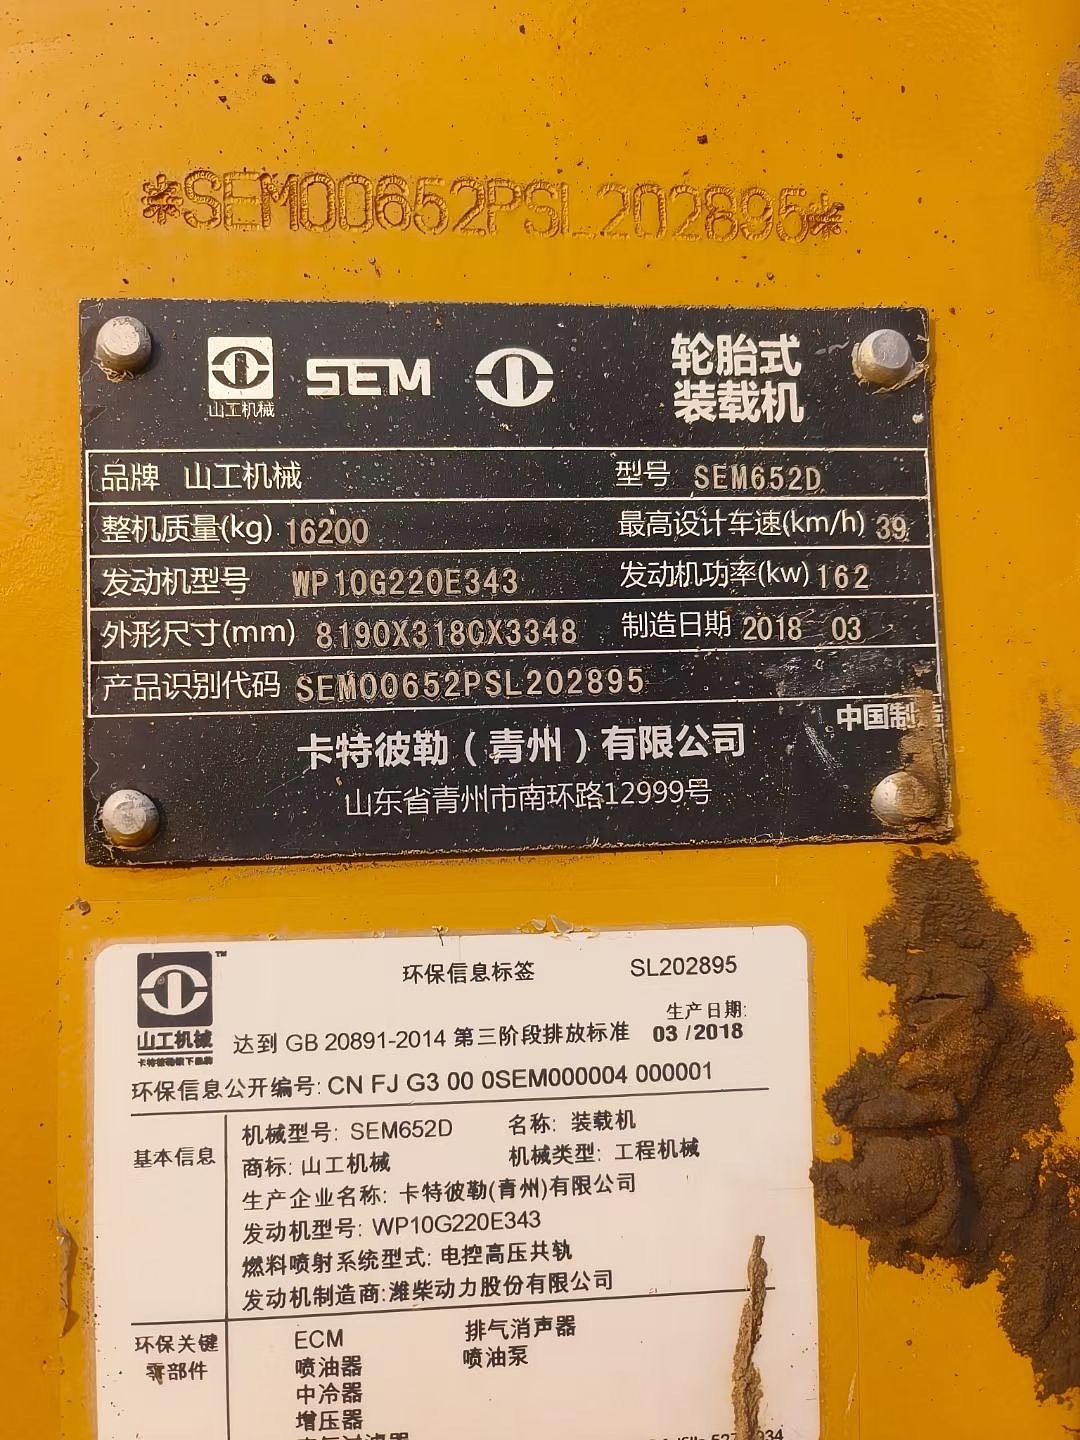 *SEM00652PSL202895*
山工机械
SEM
轮胎式
装载机
品牌 山工机械 型号 SEM652D
整机质量(kg) 16200 最高设计车速(km/h) 39
发动机型号 WP10G220E343 发动机功率(kw) 162
外形尺寸(mm) 8190X3180X3348 制造日期 2018 03
产品识别代码 SEM00652PSL202895
中国制造
卡特彼勒(青州)有限公司
山东省青州市南环路12999号
TM
山工机械
卡特彼勒旗下品牌
环保信息标签 SL202895
生产日期:
达到 GB 20891-2014 第三阶段排放标准 03 /2018
环保信息公开编号: CN FJ G3 00 0SEM000004 000001
基本信息
机械型号: SEM652D 名称: 装载机
商标: 山工机械 机械类型: 工程机械
生产企业名称: 卡特彼勒(青州)有限公司
发动机型号: WP10G220E343
燃料喷射系统型式: 电控高压共轨
发动机制造商:潍柴动力股份有限公司
环保关键
零部件
ECM 排气消声器
喷油器 喷油泵
中冷器
增压器